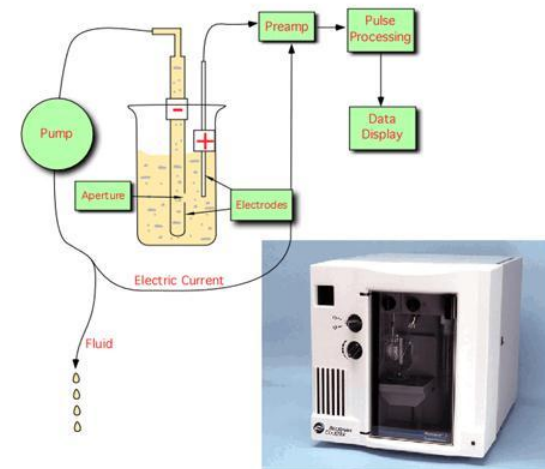 Preamp
Pulse
Processing
Data
Display
Pump
-
+
Aperture
Electrodes
Electric Current
Fluid